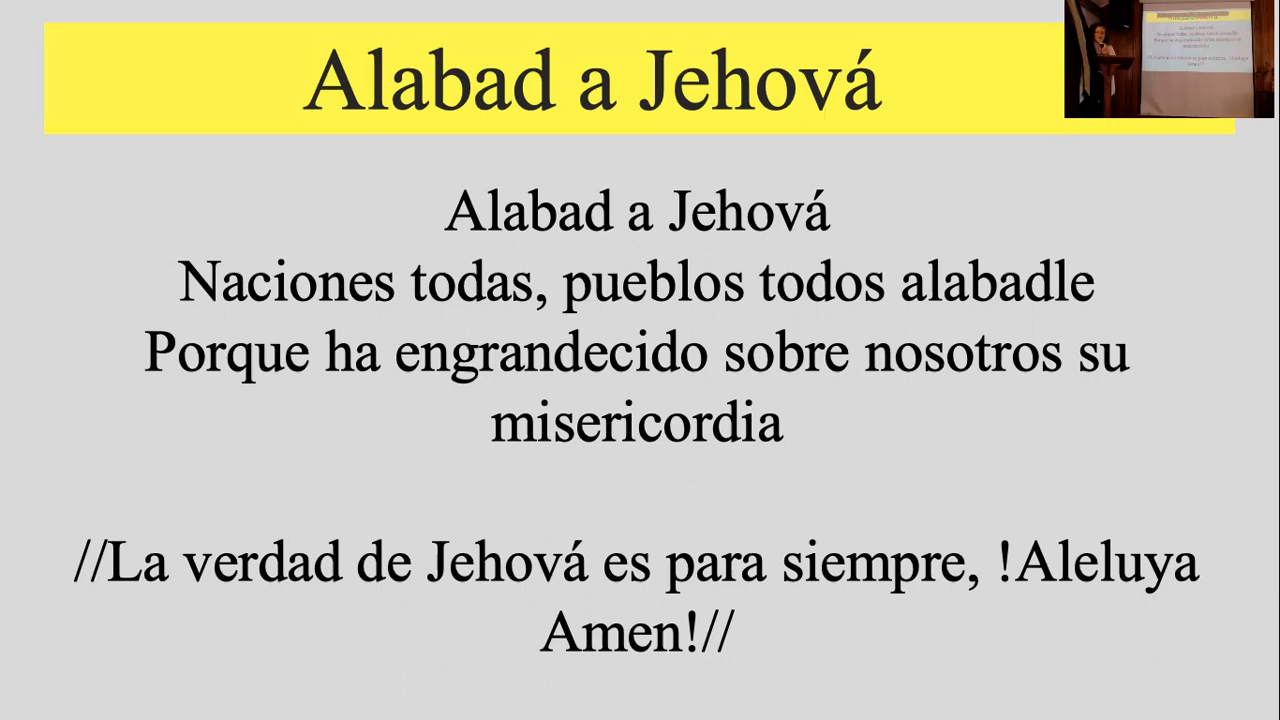 Alabad a Jehová
Alabad a Jehová
Naciones todas, pueblos todos alabadle
Porque ha engrandecido sobre nosotros su
misericordia
//La verdad de Jehová es para siempre, !Aleluya
Amen!//